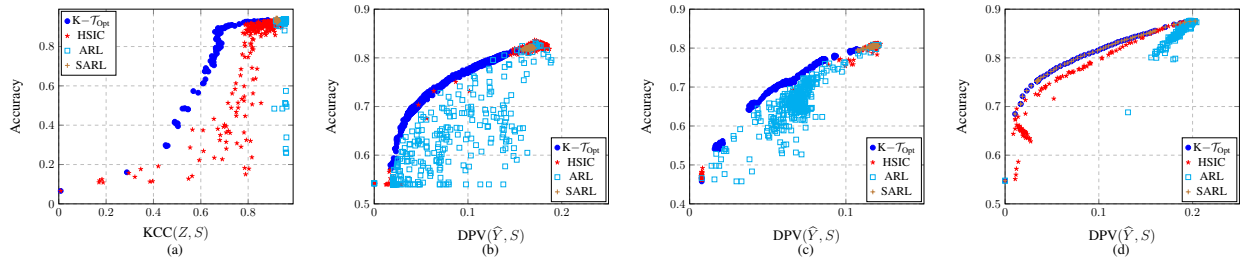 K−𝒯Opt
HSIC
ARL
SARL
Accuracy
0.8
0.6
0.4
0.2
0
0
0.2
0.4
0.6
0.8
KCC(Z, S)
(a)
Accuracy
0.9
0.8
0.7
0.6
0.5
K−𝒯Opt
HSIC
ARL
SARL
0
0.1
0.2
DPV(Ŷ, S)
(b)
Accuracy
0.9
0.8
0.7
0.6
0.5
0.4
K−𝒯Opt
HSIC
ARL
SARL
0.1
DPV(Ŷ, S)
(c)
Accuracy
0.9
0.8
0.7
0.6
0.5
K−𝒯Opt
HSIC
ARL
SARL
0
0.1
0.2
DPV(Ŷ, S)
(d)